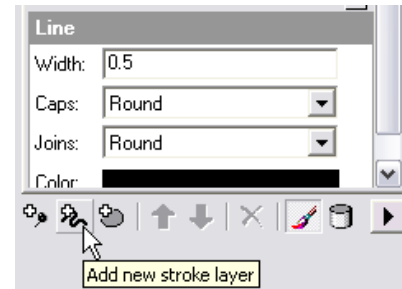 Line
Width: 0.5
Caps: Round
Joins: Round
Color:
Add new stroke layer